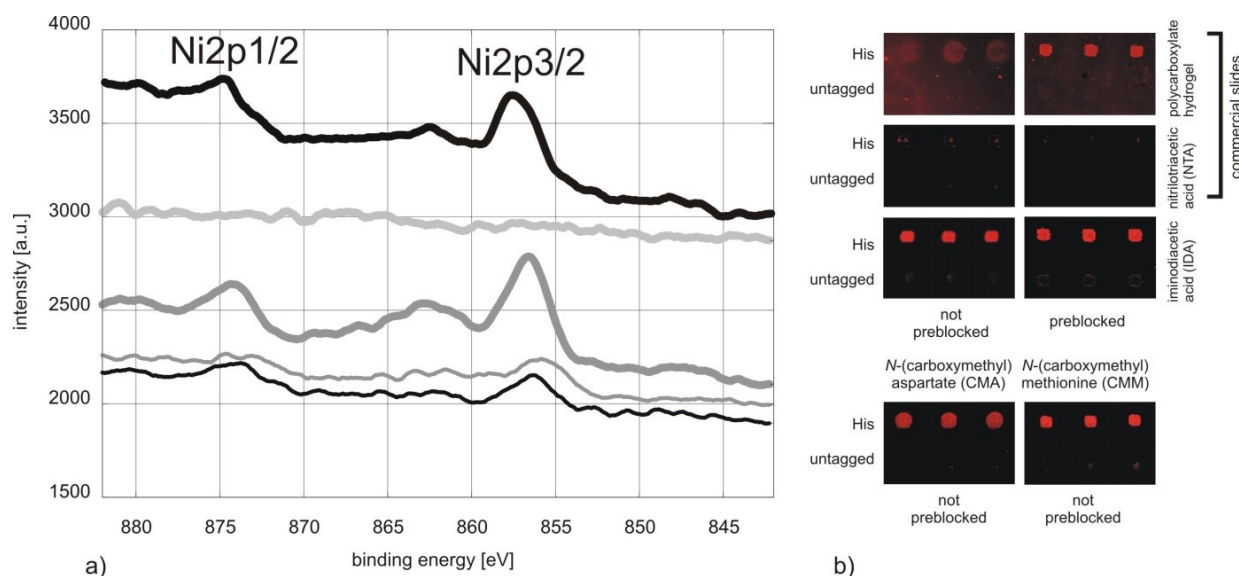 4000
3500
3000
2500
2000
1500
intensity [a.u.]
Ni2p1/2
Ni2p3/2
880
875
870
865
860
855
850
845
binding energy [eV]
a)
His
untagged
polycarboxylate
hydrogel
His
untagged
nitrilotriacetic
acid (NTA)
commercial slides
His
untagged
iminodiacetic
acid (IDA)
not
preblocked
preblocked
N-(carboxymethyl)
aspartate (CMA)
N-(carboxymethyl)
methionine (CMM)
His
untagged
not
preblocked
not
preblocked
b)